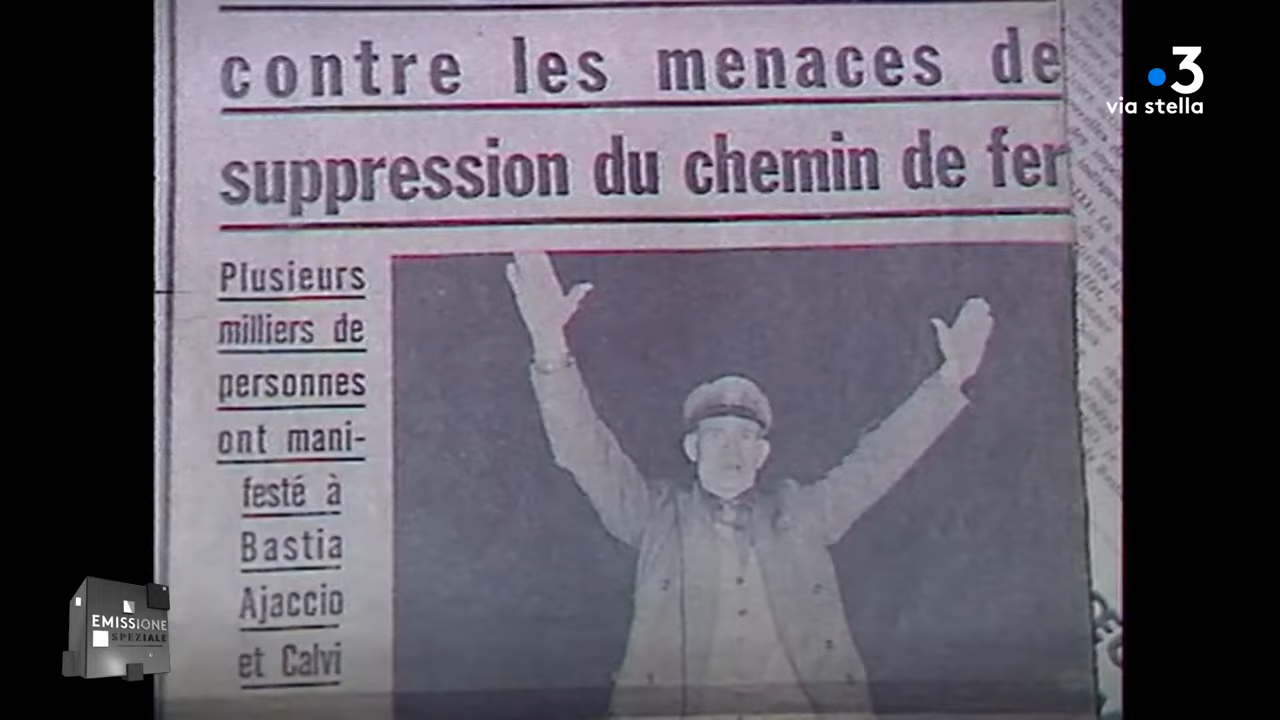 contre les menaces de
suppression du chemin de fer
Plusieurs
milliers de
personnes
ont mani-
festé à
Bastia
Ajaccio
et Calvi
3
via stella
EMISSIONE
SPEZIALE